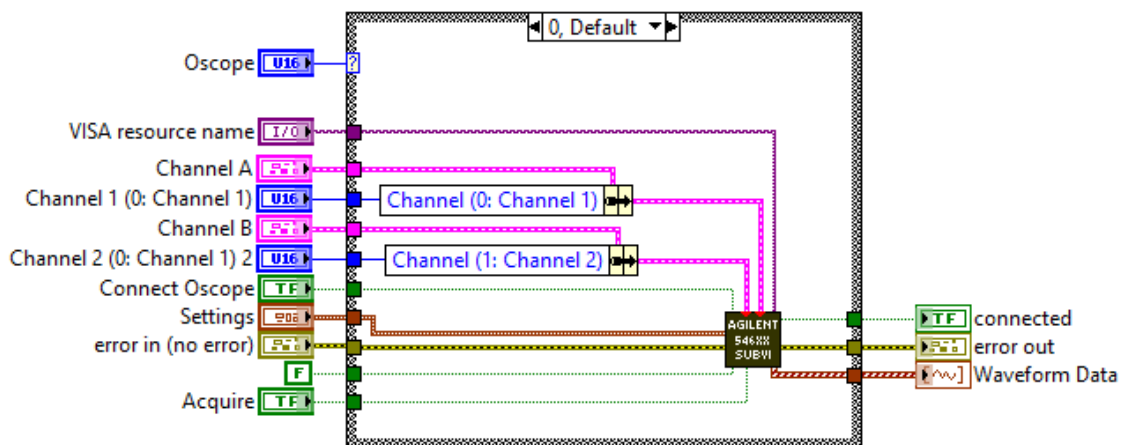 0, Default
Oscope U16 ?
VISA resource name I/O
Channel A
Channel 1 (0: Channel 1) U16 Channel (0: Channel 1)
Channel B
Channel 2 (0: Channel 1) 2 U16 Channel (1: Channel 2)
Connect Oscope TF
Settings
error in (no error)
F
Acquire TF
AGILENT
546XX
SUBVI
TF connected
error out
Waveform Data